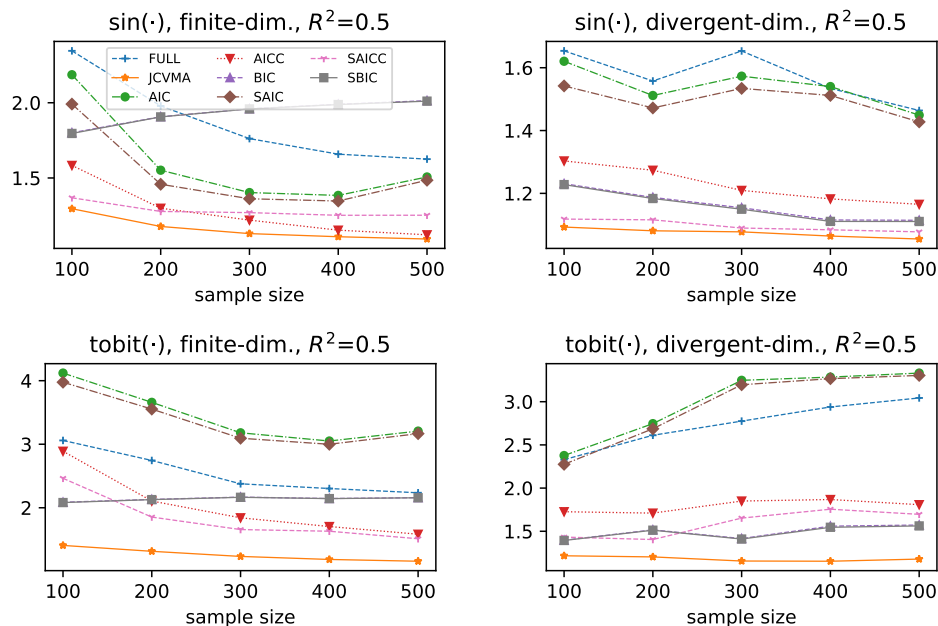 sin(·), finite-dim., R²=0.5
FULL
JCVMA
AIC
AICC
BIC
SAIC
SAICC
SBIC
2.0
1.5
100 200 300 400 500
sample size
sin(·), divergent-dim., R²=0.5
1.6
1.4
1.2
100 200 300 400 500
sample size
tobit(·), finite-dim., R²=0.5
4
3
2
100 200 300 400 500
sample size
tobit(·), divergent-dim., R²=0.5
3.0
2.5
2.0
1.5
100 200 300 400 500
sample size